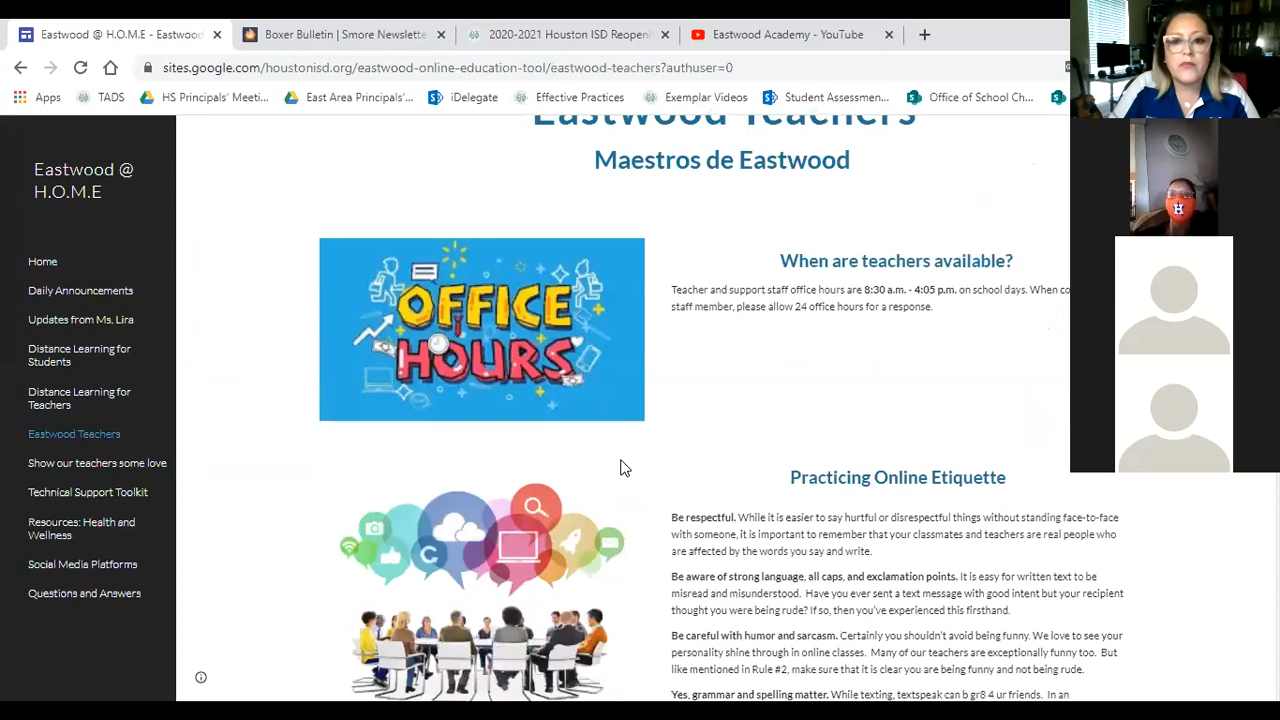 Eastwood @ H.O.M.E - Eastwood
Boxer Bulletin | Smore Newslette
2020-2021 Houston ISD Reopeni
Eastwood Academy - YouTube
sites.google.com/houstonisd.org/eastwood-online-education-tool/eastwood-teachers?authuser=0
Apps
TADS
HS Principals' Meeti...
East Area Principals'...
iDelegate
Effective Practices
Exemplar Videos
Student Assessmen...
Office of School Ch...
Eastwood @
H.O.M.E
Home
Daily Announcements
Updates from Ms. Lira
Distance Learning for
Students
Distance Learning for
Teachers
Eastwood Teachers
Show our teachers some love
Technical Support Toolkit
Resources: Health and
Wellness
Social Media Platforms
Questions and Answers
Eastwood Teachers
Maestros de Eastwood
OFFICE
HOURS
When are teachers available?
Teacher and support staff office hours are 8:30 a.m. - 4:05 p.m. on school days. When co
staff member, please allow 24 office hours for a response.
Practicing Online Etiquette
Be respectful. While it is easier to say hurtful or disrespectful things without standing face-to-face
with someone, it is important to remember that your classmates and teachers are real people who
are affected by the words you say and write.
Be aware of strong language, all caps, and exclamation points. It is easy for written text to be
misread and misunderstood. Have you ever sent a text message with good intent but your recipient
thought you were being rude? If so, then you've experienced this firsthand.
Be careful with humor and sarcasm. Certainly you shouldn't avoid being funny. We love to see your
personality shine through in online classes. Many of our teachers are exceptionally funny too. But
like mentioned in Rule #2, make sure that it is clear you are being funny and not being rude.
Yes, grammar and spelling matter. While texting, textspeak can b gr8 4 ur friends. In an
H